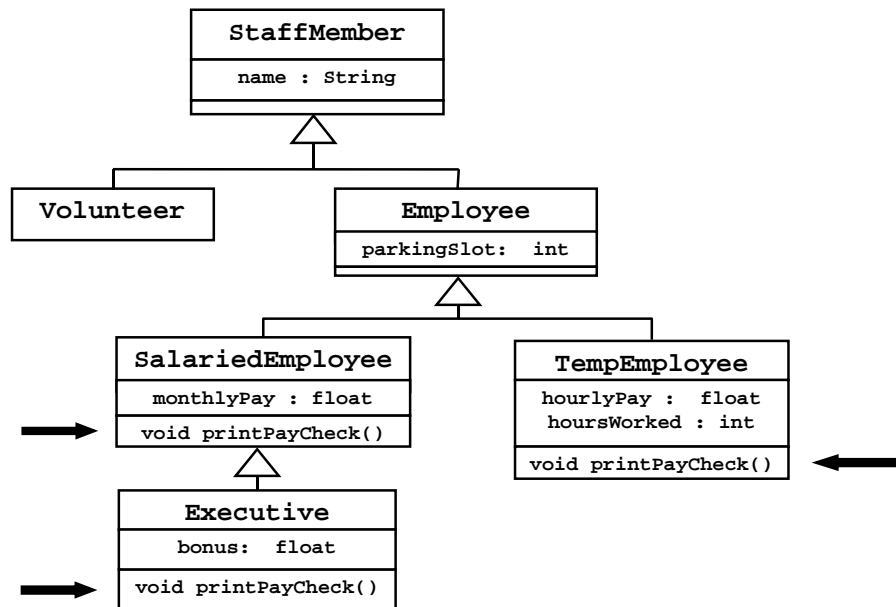 StaffMember
name : String
Volunteer
Employee
parkingSlot: int
SalariedEmployee
monthlyPay : float
void printPayCheck()
TempEmployee
hourlyPay : float
hoursWorked : int
void printPayCheck()
Executive
bonus: float
void printPayCheck()